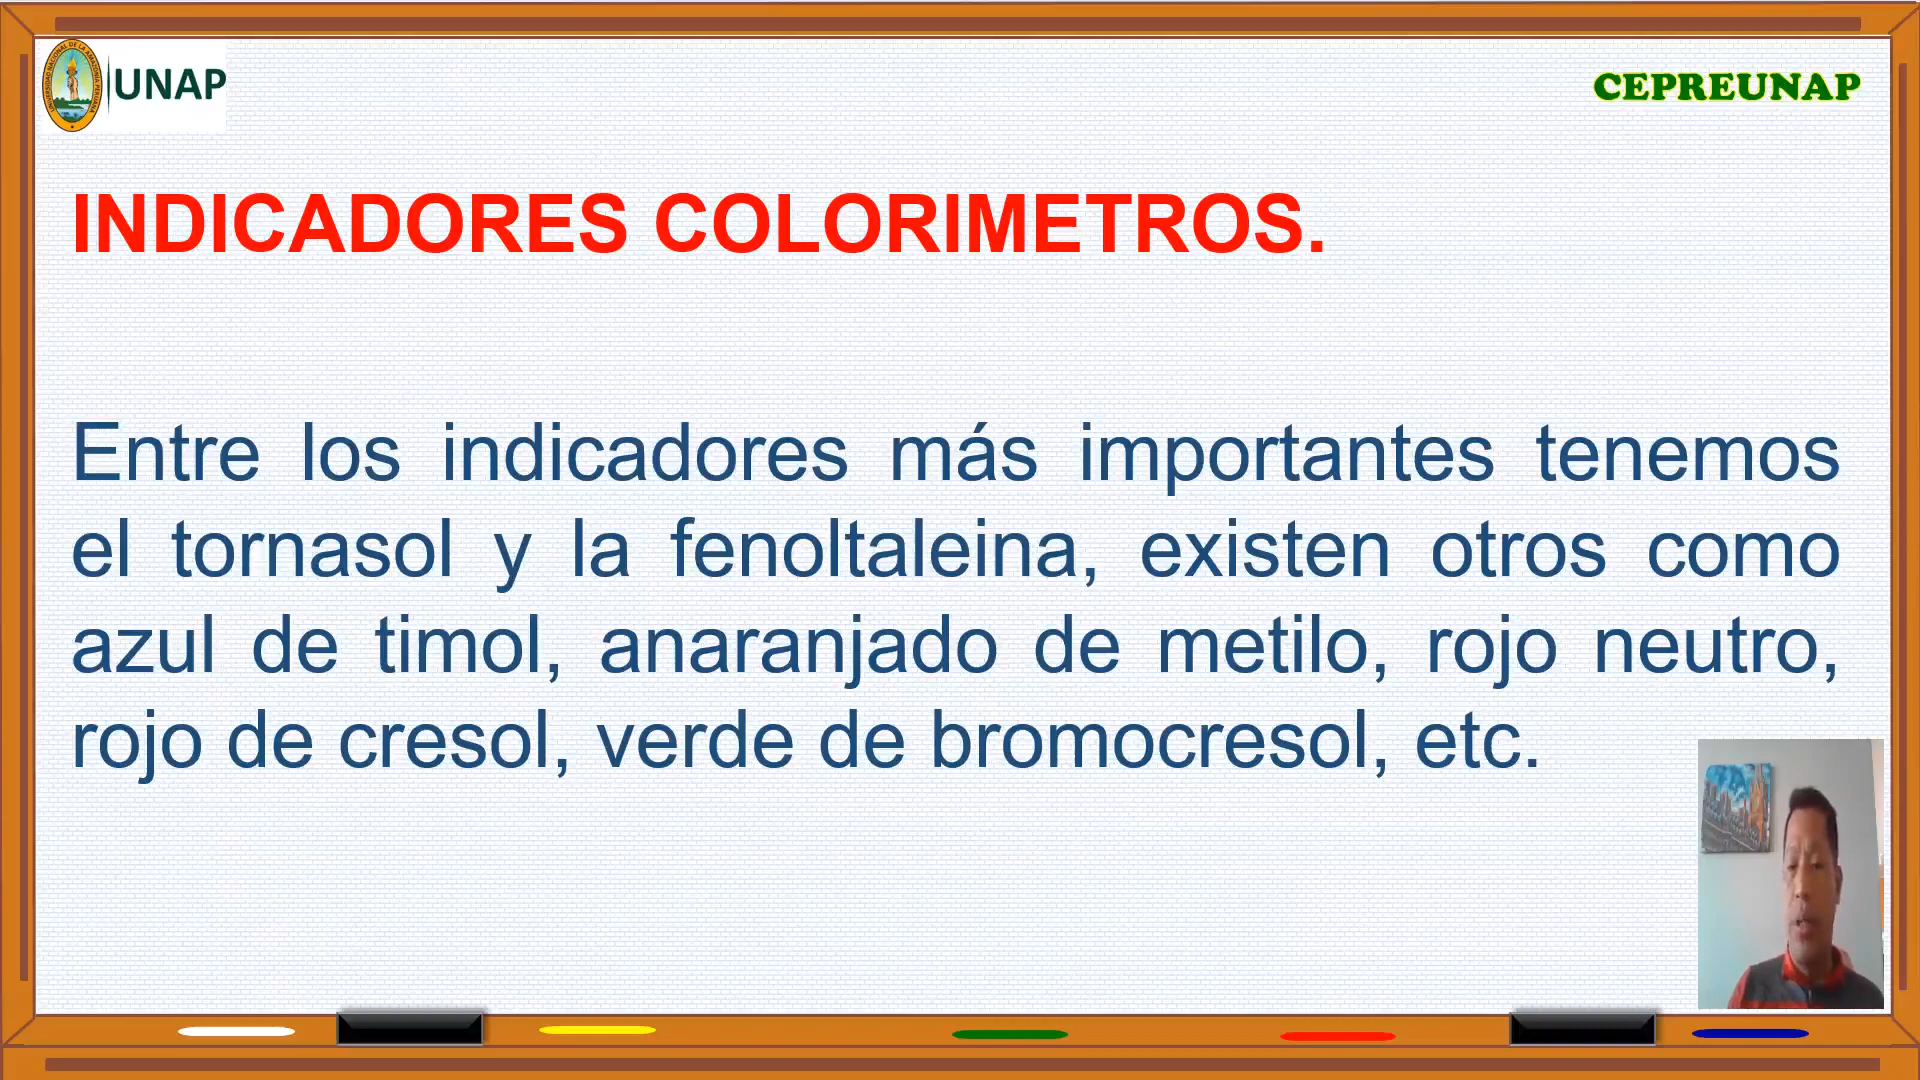 UNAP
CEPREUNAP
INDICADORES COLORIMETROS.
Entre los indicadores más importantes tenemos
el tornasol y la fenoltaleina, existen otros como
azul de timol, anaranjado de metilo, rojo neutro,
rojo de cresol, verde de bromocresol, etc.